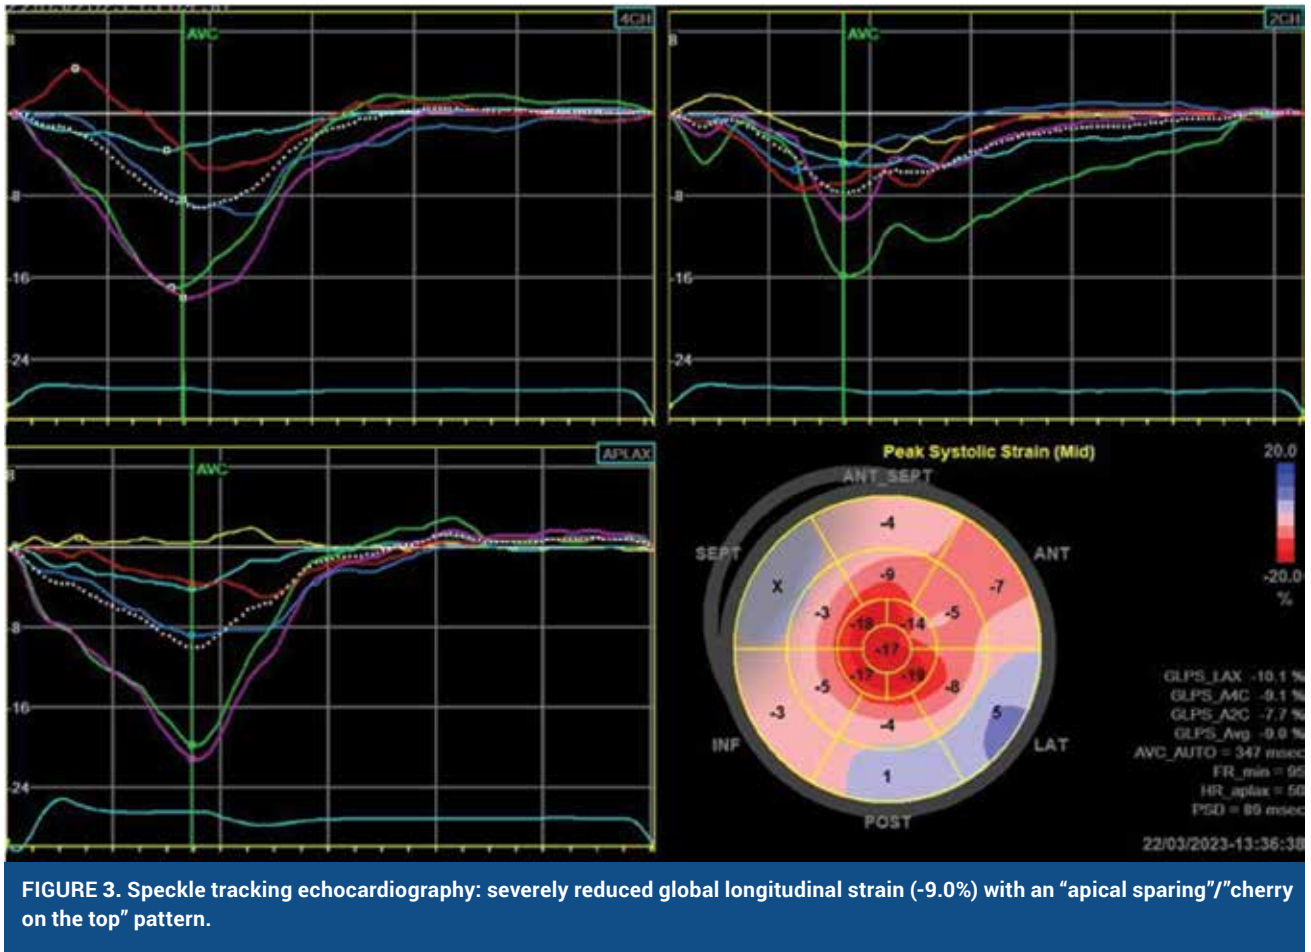 4CH
AVC
8
-8
-16
-24
2CH
AVC
8
-8
-16
-24
APLAX
AVC
8
-8
-16
-24
Peak Systolic Strain (Mid)
20.0
-20.0
%
ANT_SEPT
SEPT
ANT
INF
LAT
POST
-4
X
-7
-9
-3
-5
-18
-14
-17
-17
-19
-5
-8
-3
5
-4
1
GLPS_LAX -10.1 %
GLPS_A4C -9.1 %
GLPS_A2C -7.7 %
GLPS_Avg -9.0 %
AVC_AUTO = 347 msec
FR_min = 95
HR_aplax = 50
PSD = 89 msec
22/03/2023-13:36:38
FIGURE 3. Speckle tracking echocardiography: severely reduced global longitudinal strain (-9.0%) with an “apical sparing”/”cherry
on the top” pattern.